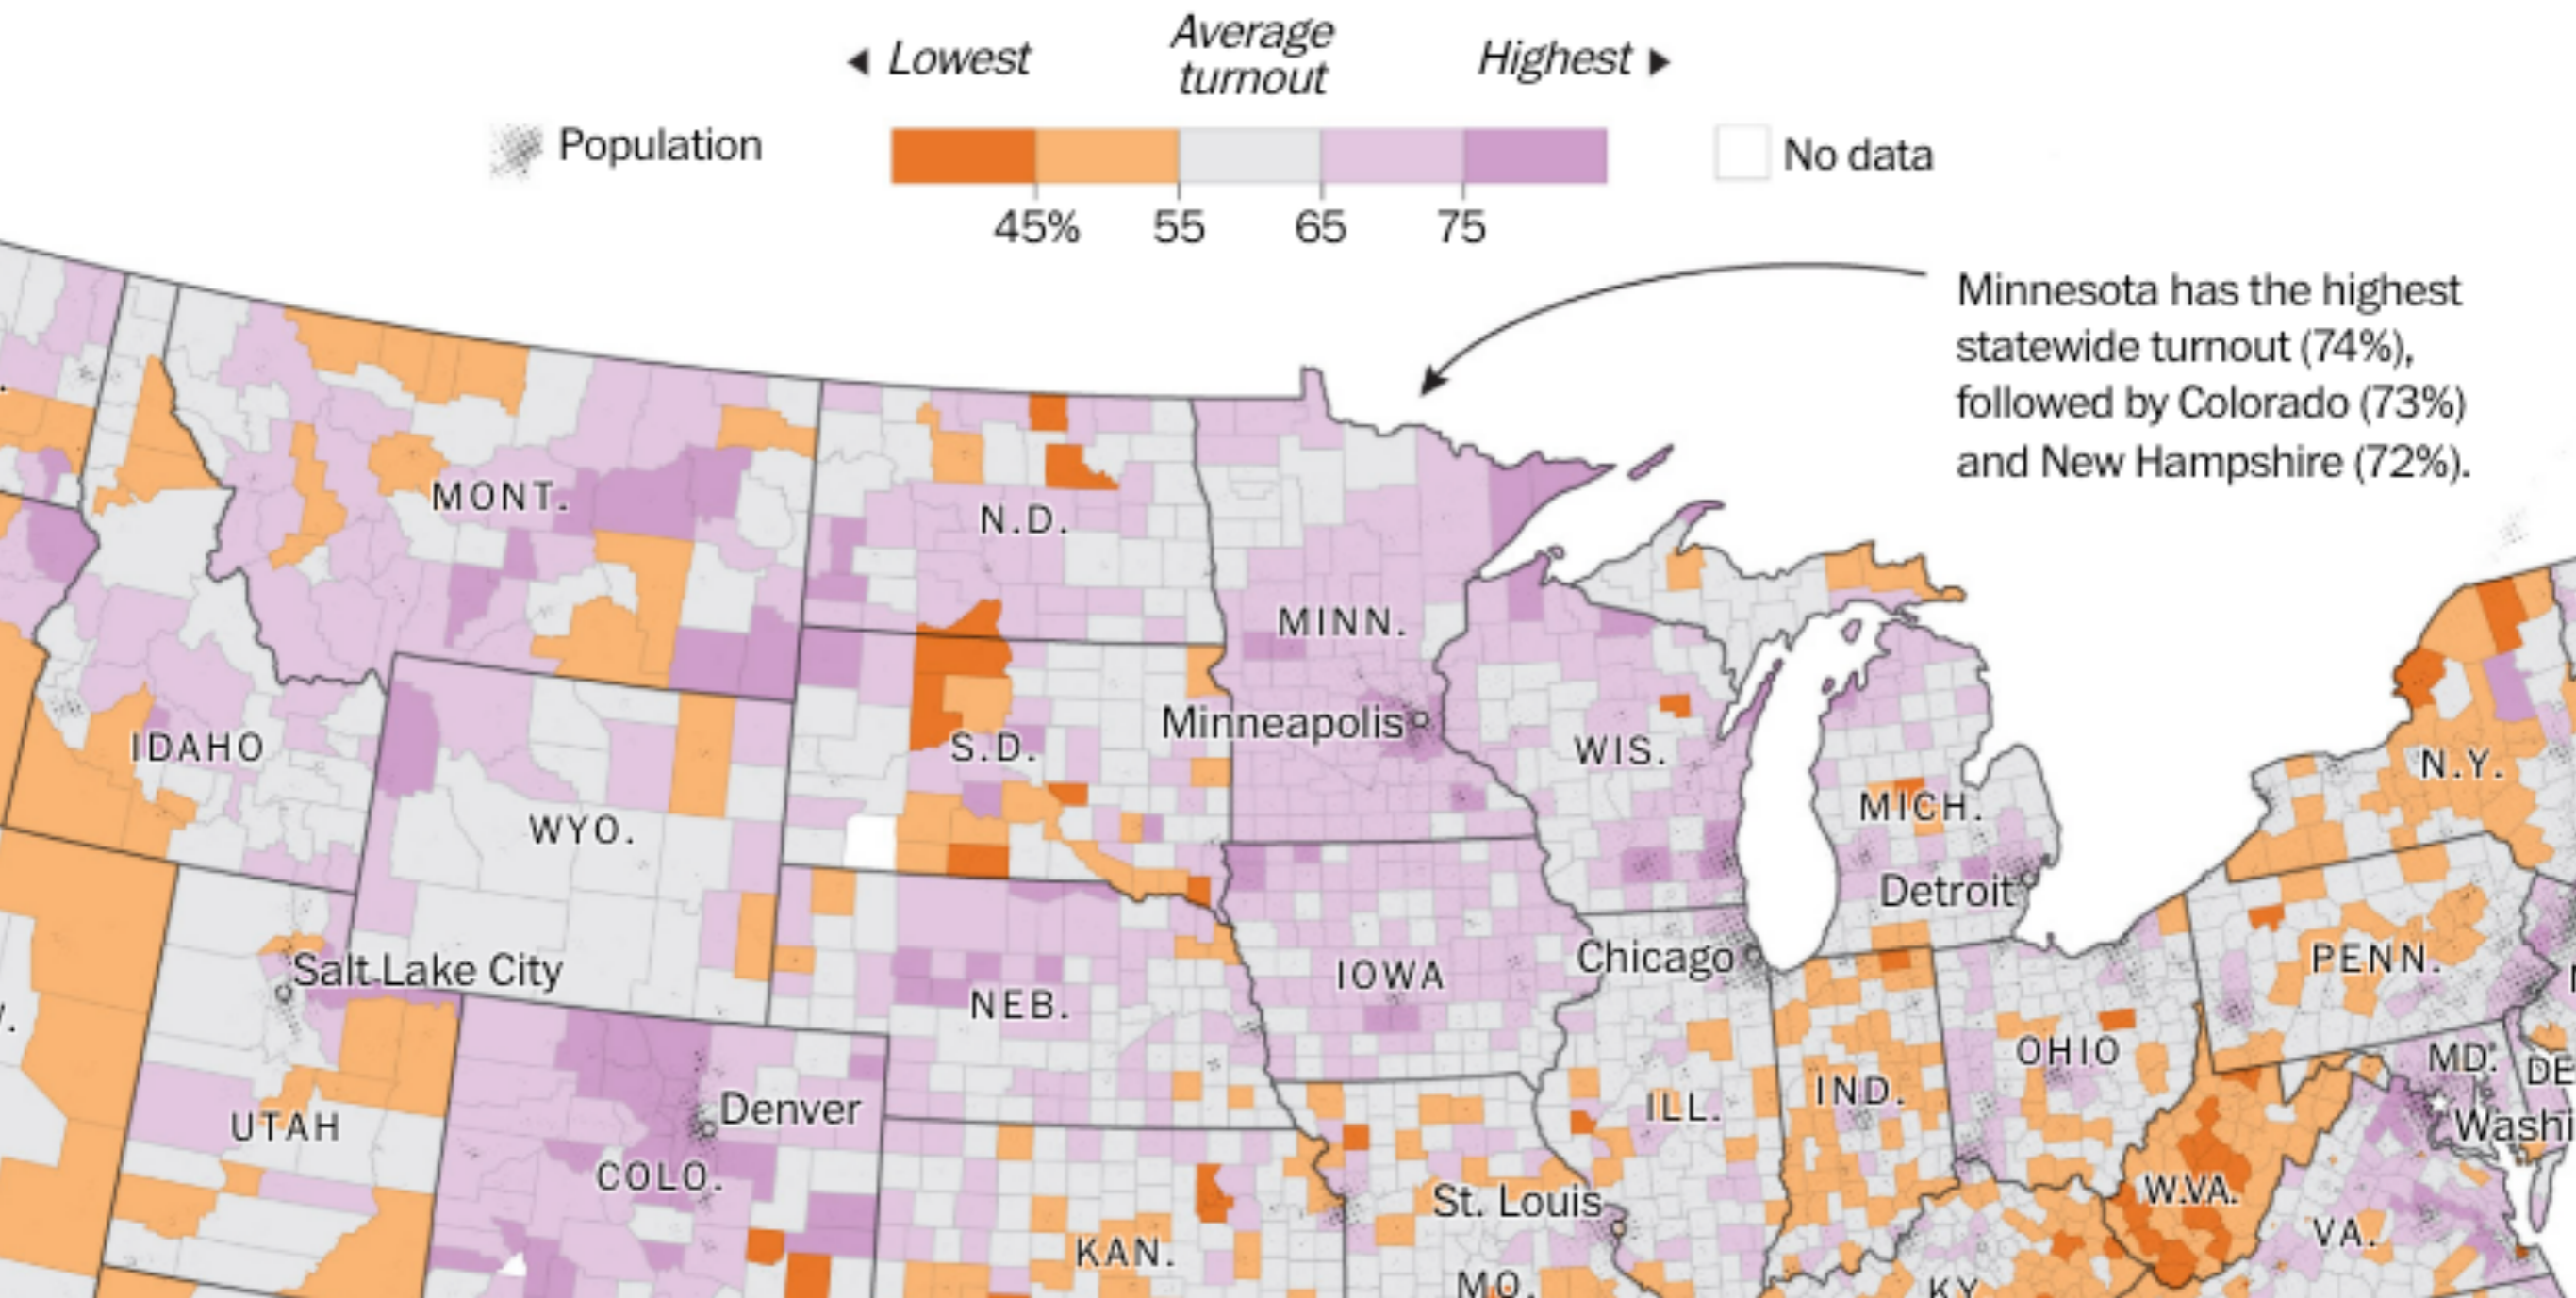 Lowest
Average
turnout
Highest
Population
No data
45%
55
65
75
Minnesota has the highest
statewide turnout (74%),
followed by Colorado (73%)
and New Hampshire (72%).
MONT.
N.D.
MINN.
IDAHO
S.D.
Minneapolis
WIS.
N.Y.
WYO.
MICH.
Detroit
Salt Lake City
NEB.
IOWA
Chicago
PENN.
OHIO
MD.
DE
UTAH
Denver
ILL.
IND.
Washi
COLO.
St. Louis
W.VA.
VA.
KAN.
MO.
KY